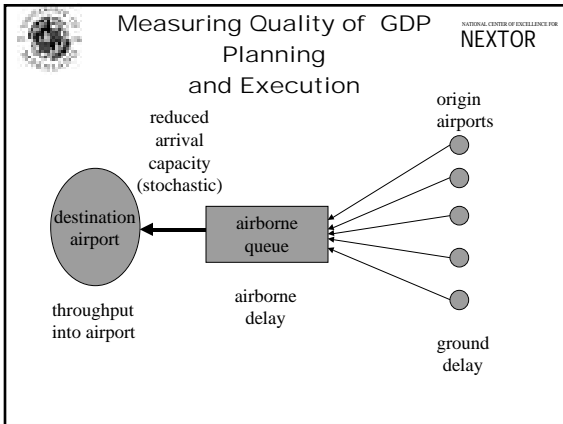 Measuring Quality of GDP
Planning
and Execution
NATIONAL CENTER OF EXCELLENCE FOR
NEXTOR
reduced
arrival
capacity
(stochastic)
origin
airports
destination
airport
airborne
queue
throughput
into airport
airborne
delay
ground
delay